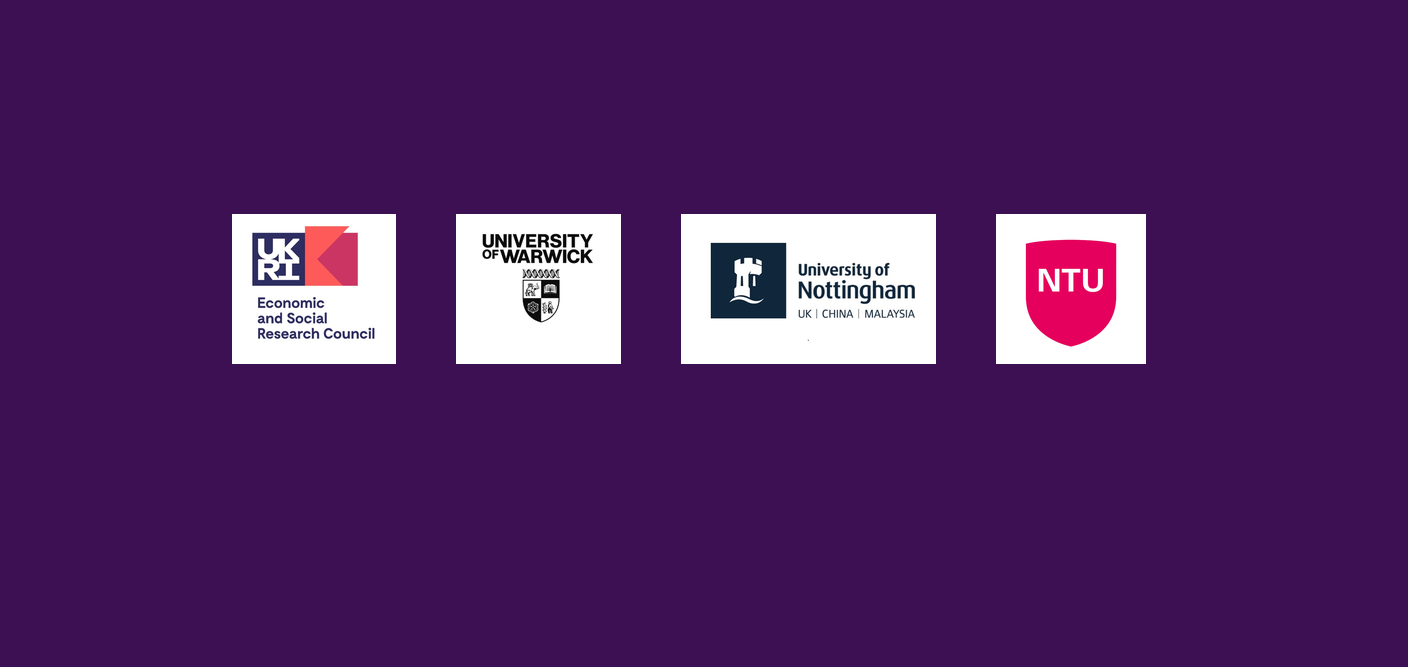 UK
RI
Economic
and Social
Research Council
UNIVERSITY
OF WARWICK
University of
Nottingham
UK | CHINA | MALAYSIA
NTU